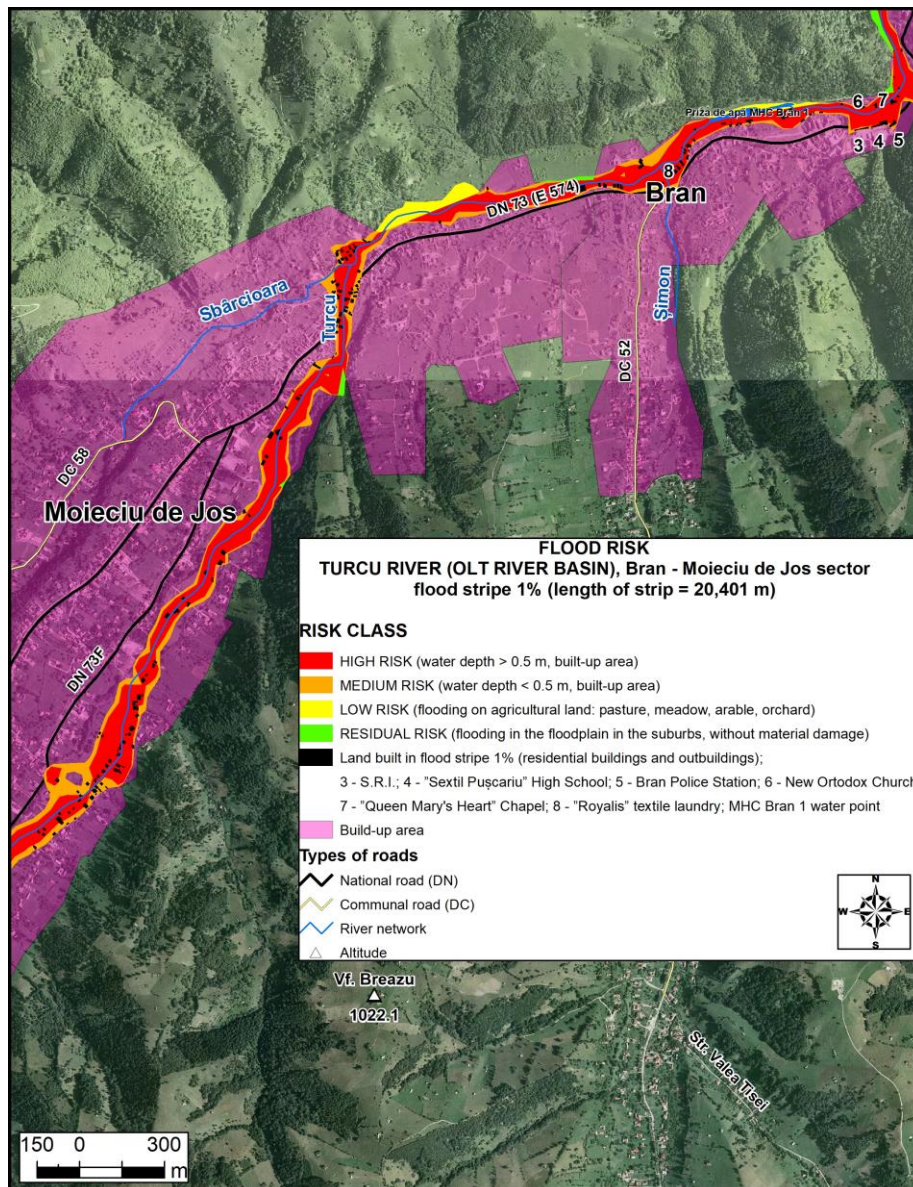 6 7
Priza de apă MHC Bran 1
3 4 5
8
Bran
DN 73 (E 574)
Sbârcioara
Turcu
Șimon
DC 52
DC 58
Moieciu de Jos
DN 73F
FLOOD RISK
TURCU RIVER (OLT RIVER BASIN), Bran - Moieciu de Jos sector
flood stripe 1% (length of strip = 20,401 m)
RISK CLASS
HIGH RISK (water depth > 0.5 m, built-up area)
MEDIUM RISK (water depth < 0.5 m, built-up area)
LOW RISK (flooding on agricultural land: pasture, meadow, arable, orchard)
RESIDUAL RISK (flooding in the floodplain in the suburbs, without material damage)
Land built in flood stripe 1% (residential buildings and outbuildings);
3 - S.R.I.; 4 - "Sextil Pușcariu" High School; 5 - Bran Police Station; 6 - New Ortodox Church
7 - "Queen Mary's Heart" Chapel; 8 - "Royalis" textile laundry; MHC Bran 1 water point
Build-up area
Types of roads
National road (DN)
Communal road (DC)
River network
Altitude
N
W E
S
Vf. Breazu
1022.1
Str. Valea Tisei
150 0 300
m